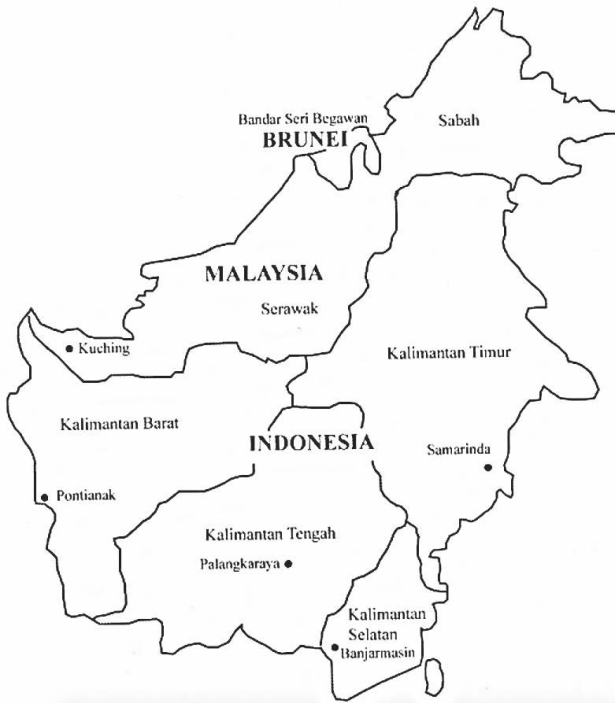 Bandar Seri Begawan
BRUNEI
Sabah
MALAYSIA
Serawak
Kuching
Kalimantan Timur
Kalimantan Barat
INDONESIA
Samarinda
Pontianak
Kalimantan Tengah
Palangkaraya
Kalimantan
Selatan
Banjarmasin